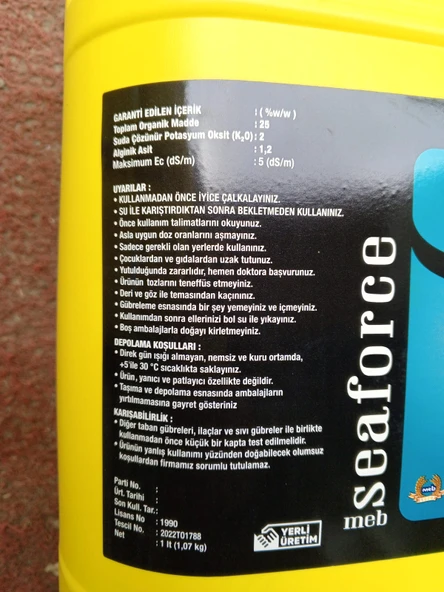 GARANTİ EDİLEN İÇERİK : ( %w/w )
Toplam Organik Madde : 25
Suda Çözünür Potasyum Oksit (K₂O): 2
Alginik Asit : 1,2
Maksimum Ec (dS/m) : 5 (dS/m)
UYARILAR :
• KULLANMADAN ÖNCE İYİCE ÇALKALAYINIZ.
• SU İLE KARIŞTIRDIKTAN SONRA BEKLETMEDEN KULLANINIZ.
• Önce kullanım talimatlarını okuyunuz.
• Asla uygun doz oranlarını aşmayınız.
• Sadece gerekli olan yerlerde kullanınız.
• Çocuklardan ve gıdalardan uzak tutunuz.
• Yutulduğunda zararlıdır, hemen doktora başvurunuz.
• Ürünün tozlarını teneffüs etmeyiniz.
• Deri ve göz ile temasından kaçınınız.
• Gübreleme esnasında bir şey yemeyiniz ve içmeyiniz.
• Kullanımdan sonra ellerinizi bol su ile yıkayınız.
• Boş ambalajlarla doğayı kirletmeyiniz.
DEPOLAMA KOŞULLARI :
• Direk gün ışığı almayan, nemsiz ve kuru ortamda,
+5 ile 30 °C sıcaklıkta saklayınız.
• Ürün, yanıcı ve patlayıcı özellikte değildir.
• Taşıma ve depolama esnasında ambalajların
yırtılmamasına gayret gösteriniz
KARIŞABİLİRLİK :
• Diğer taban gübreleri, ilaçlar ve sıvı gübreler ile birlikte
kullanmadan önce küçük bir kapta test edilmelidir.
• Ürünün yanlış kullanımı yüzünden doğabilecek olumsuz
koşullardan firmamız sorumlu tutulamaz.
Parti No. :
Ürt. Tarihi :
Son Kull. Tar.:
Lisans No : 1990
Tescil No. : 2022T01788
Net : 1 lt (1,07 kg)
YERLİ
ÜRETİM
meb seaforce
meb